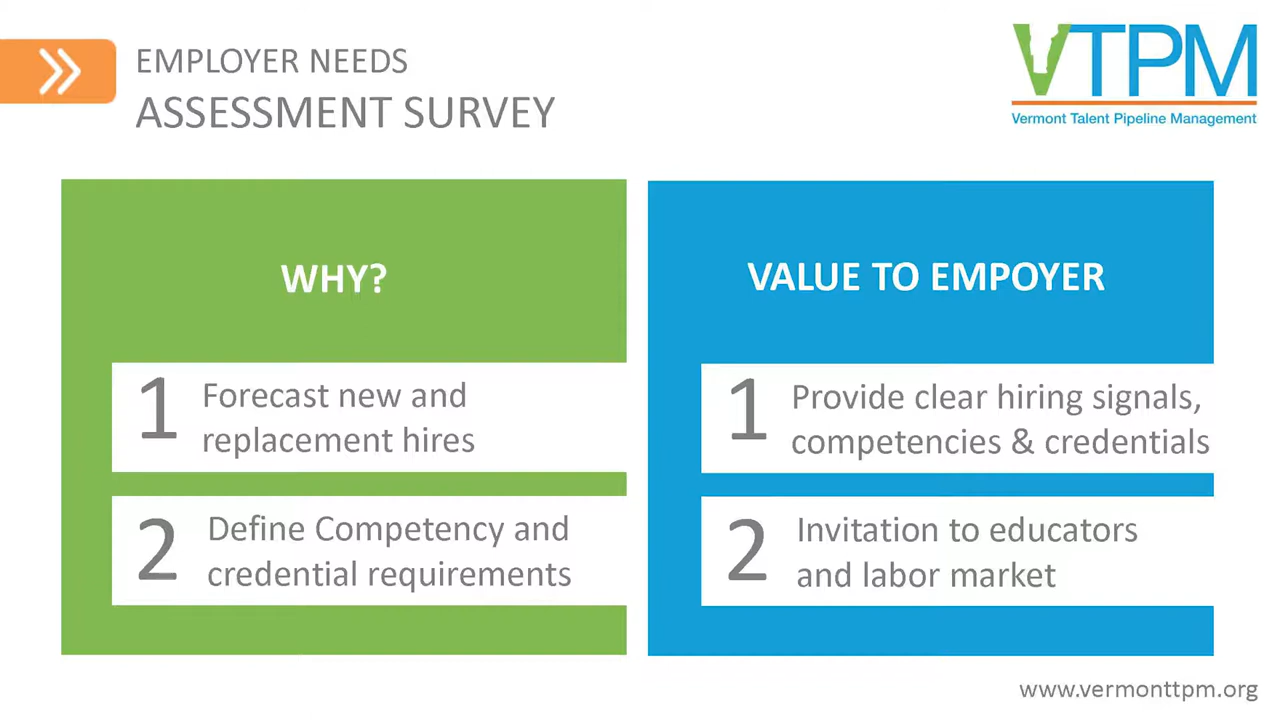 EMPLOYER NEEDS
ASSESSMENT SURVEY
VTPM
Vermont Talent Pipeline Management
WHY?
1 Forecast new and
replacement hires
2 Define Competency and
credential requirements
VALUE TO EMPOYER
1 Provide clear hiring signals,
competencies & credentials
2 Invitation to educators
and labor market
www.vermonttpm.org